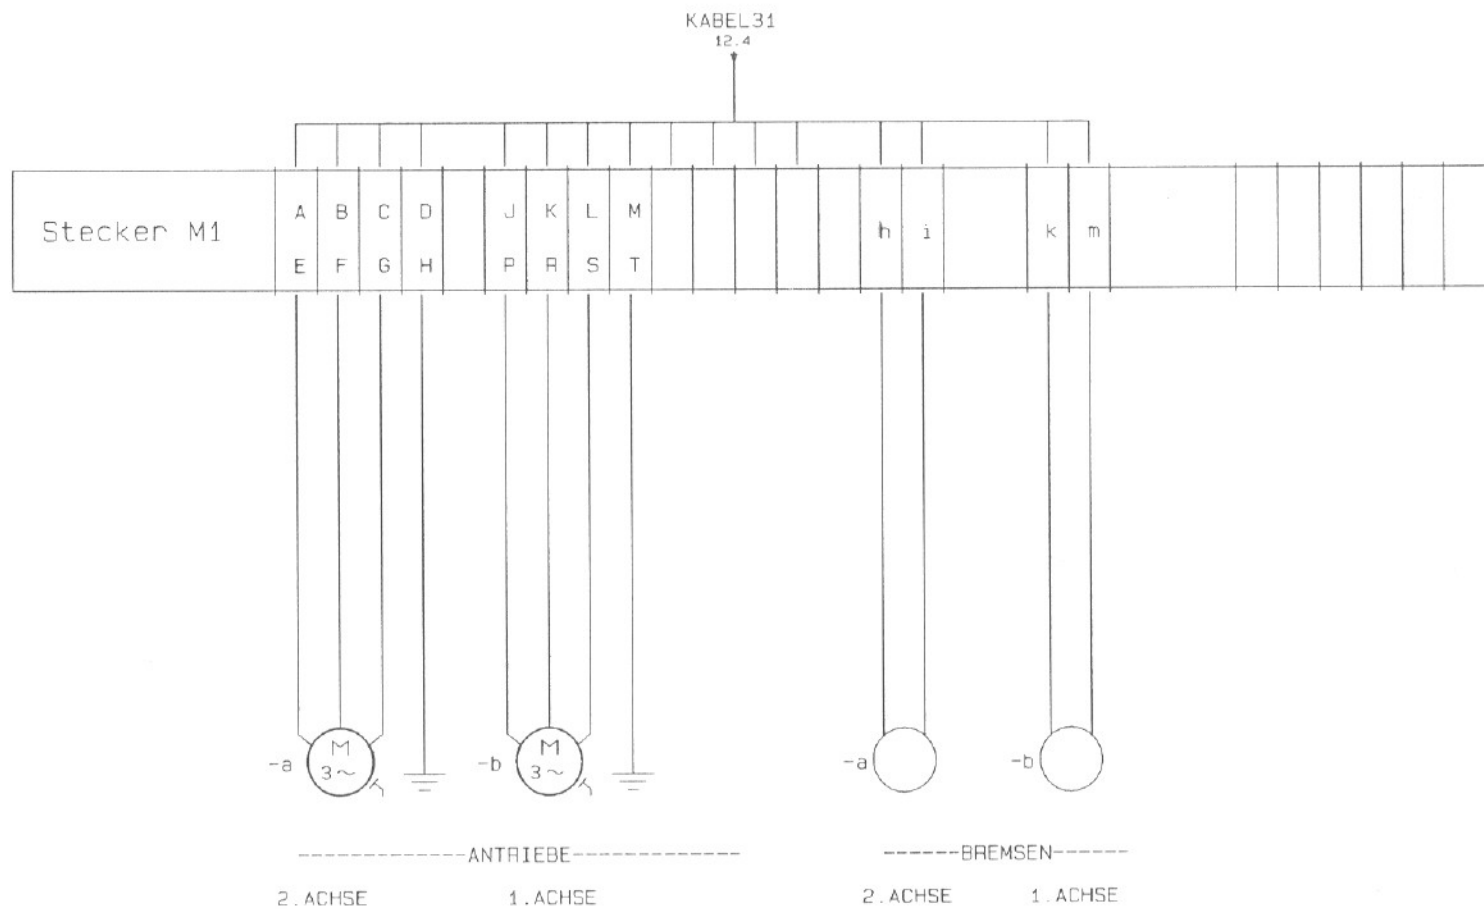 KABEL31
12.4
A B C D J K L M
Stecker M1 h i k m
E F G H P R S T
M M
-a 3~ -b 3~ -a -b
ANTRIEBE BREMSEN
2.ACHSE 1.ACHSE 2.ACHSE 1.ACHSE